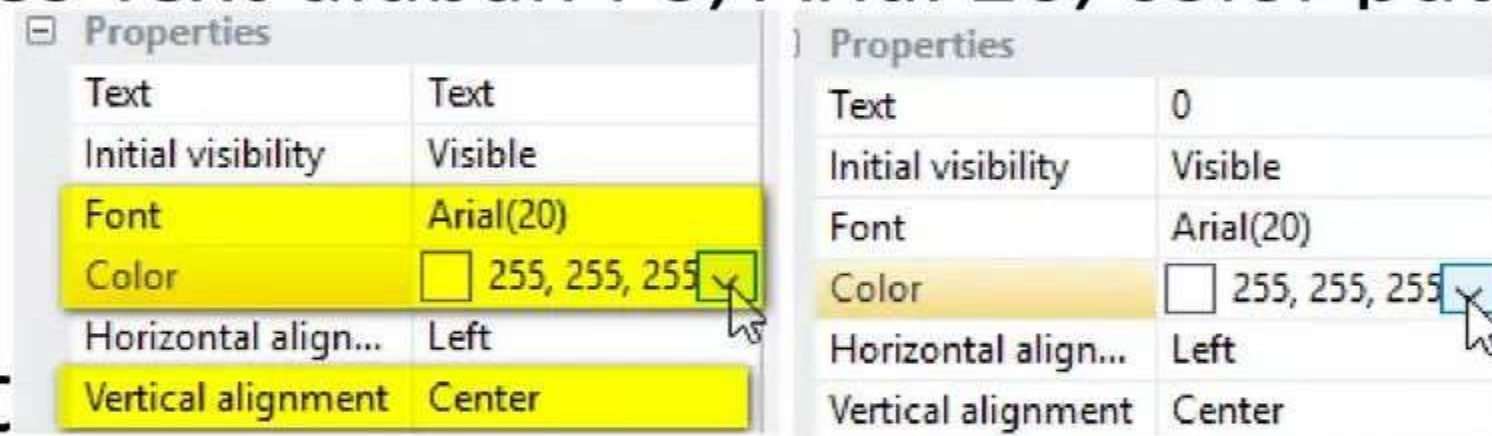 Properties
Text Text
Initial visibility Visible
Font Arial(20)
Color 255, 255, 255
Horizontal align... Left
Vertical alignment Center
Properties
Text 0
Initial visibility Visible
Font Arial(20)
Color 255, 255, 255
Horizontal align... Left
Vertical alignment Center